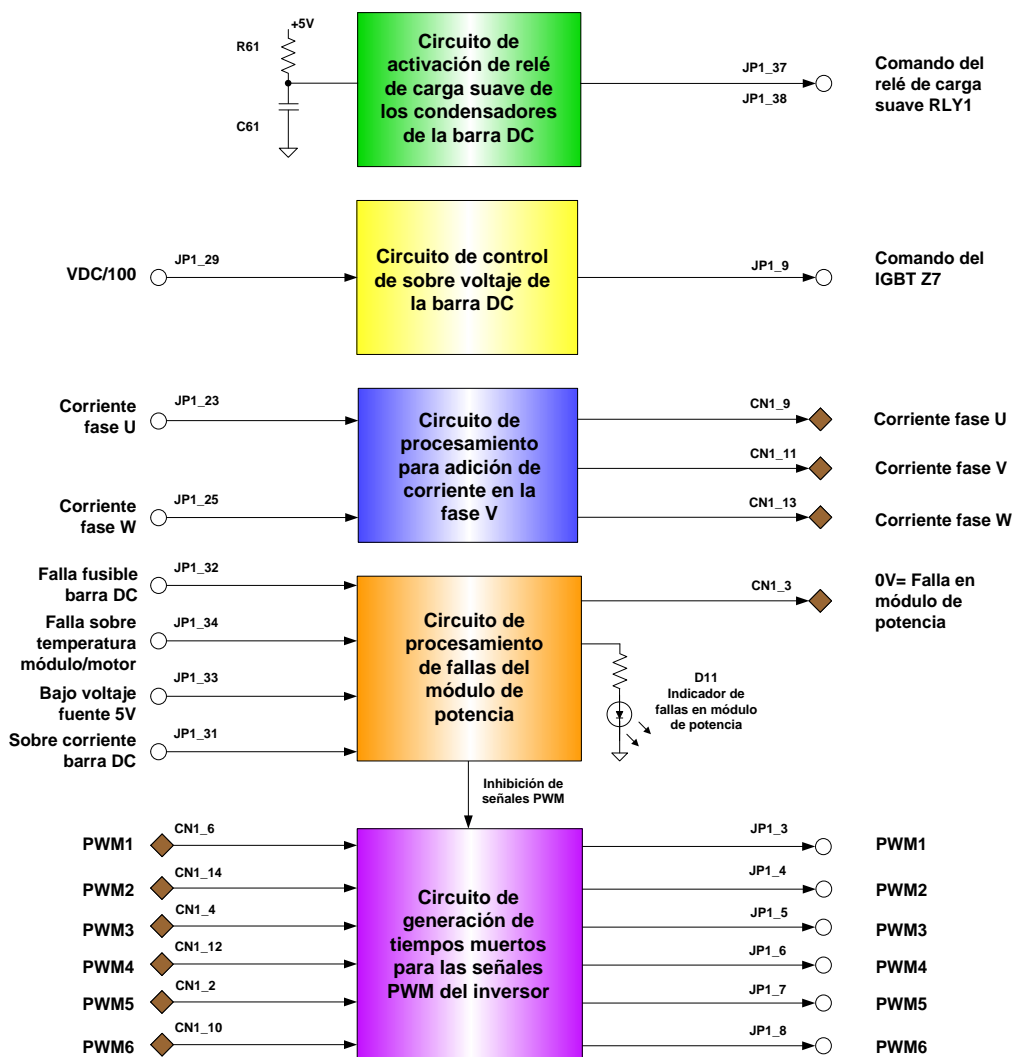 +5V
R61
C61
Circuito de
activación de relé
de carga suave de
los condensadores
de la barra DC
JP1_37
JP1_38
Comando del
relé de carga
suave RLY1
VDC/100
JP1_29
Circuito de control
de sobre voltaje de
la barra DC
JP1_9
Comando del
IGBT Z7
Corriente
fase U
JP1_23
Corriente
fase W
JP1_25
Circuito de
procesamiento
para adición de
corriente en la
fase V
CN1_9
Corriente fase U
CN1_11
Corriente fase V
CN1_13
Corriente fase W
Falla fusible
barra DC
JP1_32
Falla sobre
temperatura
módulo/motor
JP1_34
Bajo voltaje
fuente 5V
JP1_33
Sobre corriente
barra DC
JP1_31
Circuito de
procesamiento
de fallas del
módulo de
potencia
CN1_3
0V= Falla en
módulo de
potencia
D11
Indicador de
fallas en módulo
de potencia
Inhibición de
señales PWM
PWM1
CN1_6
PWM2
CN1_14
PWM3
CN1_4
PWM4
CN1_12
PWM5
CN1_2
PWM6
CN1_10
Circuito de
generación de
tiempos muertos
para las señales
PWM del inversor
JP1_3
PWM1
JP1_4
PWM2
JP1_5
PWM3
JP1_6
PWM4
JP1_7
PWM5
JP1_8
PWM6